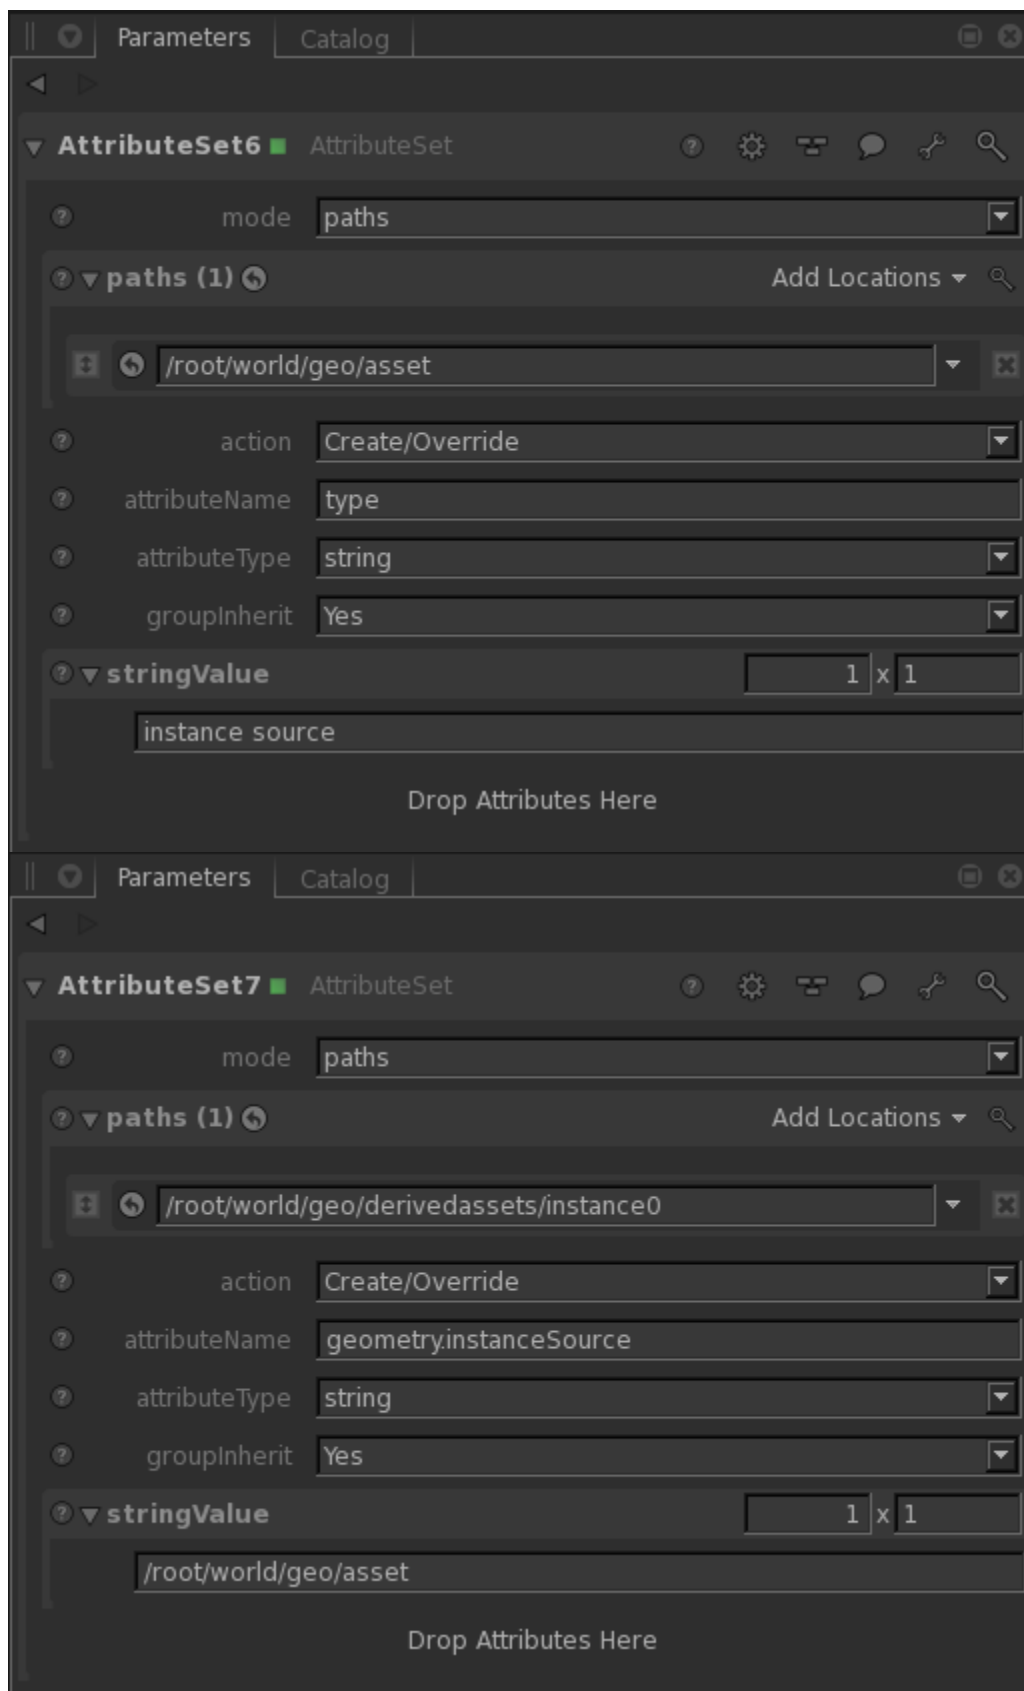 Parameters Catalog
AttributeSet6 AttributeSet
mode paths
paths (1) Add Locations
/root/world/geo/asset
action Create/Override
attributeName type
attributeType string
groupInherit Yes
stringValue 1 x 1
instance source
Drop Attributes Here
Parameters Catalog
AttributeSet7 AttributeSet
mode paths
paths (1) Add Locations
/root/world/geo/derivedassets/instance0
action Create/Override
attributeName geometry.instanceSource
attributeType string
groupInherit Yes
stringValue 1 x 1
/root/world/geo/asset
Drop Attributes Here